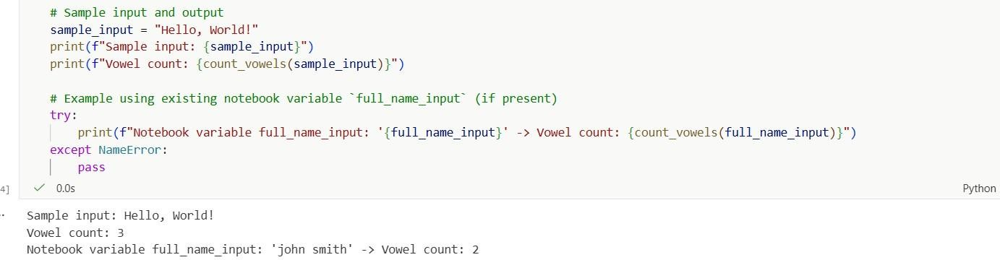 # Sample input and output
sample_input = "Hello, World!"
print(f"Sample input: {sample_input}")
print(f"Vowel count: {count_vowels(sample_input)}")
# Example using existing notebook variable `full_name_input` (if present)
try:
    print(f"Notebook variable full_name_input: '{full_name_input}' -> Vowel count: {count_vowels(full_name_input)}")
except NameError:
    pass
4] ✓ 0.0s Python
Sample input: Hello, World!
Vowel count: 3
Notebook variable full_name_input: 'john smith' -> Vowel count: 2